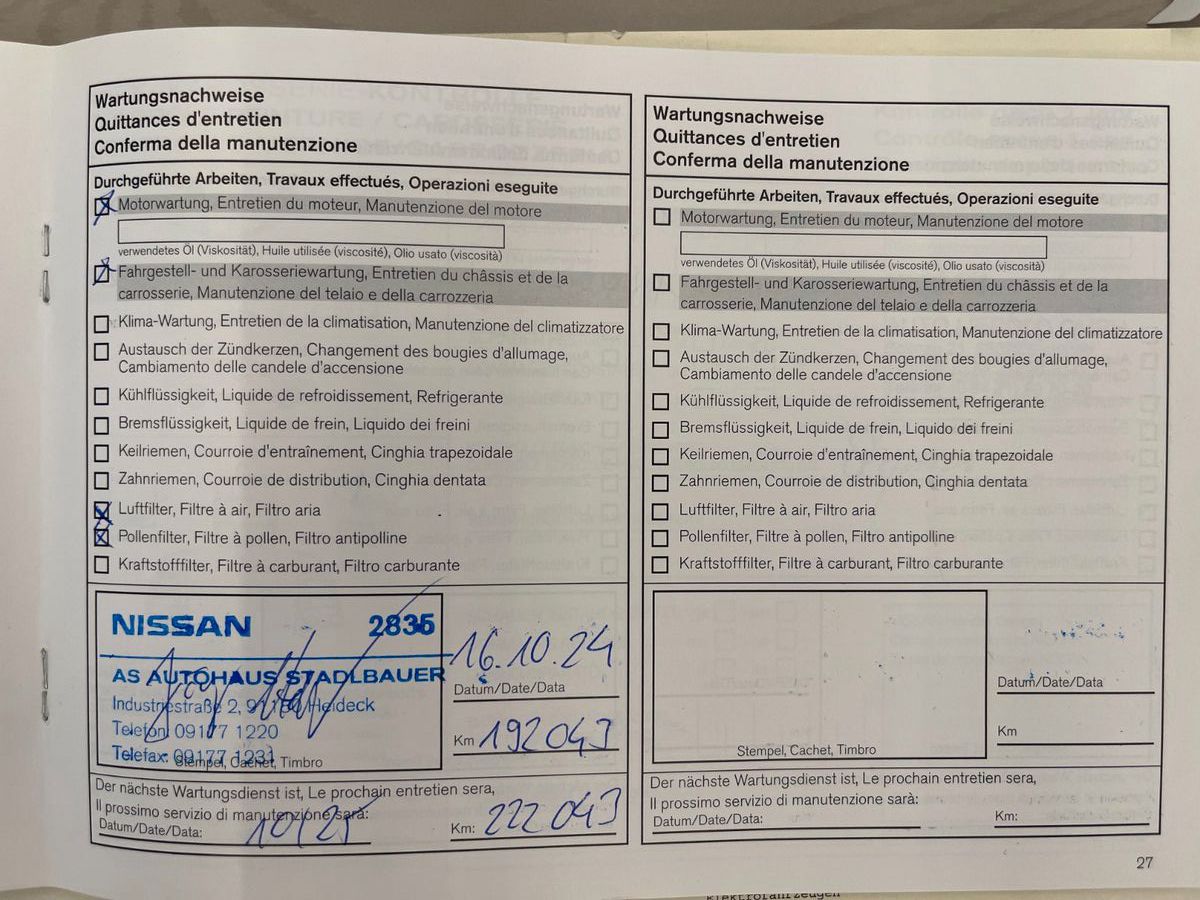 Wartungsnachweise
Quittances d'entretien
Conferma della manutenzione
Durchgeführte Arbeiten, Travaux effectués, Operazioni eseguite
Motorwartung, Entretien du moteur, Manutenzione del motore
verwendetes Öl (Viskosität), Huile utilisée (viscosité), Olio usato (viscosità)
Fahrgestell- und Karosseriewartung, Entretien du châssis et de la
carrosserie, Manutenzione del telaio e della carrozzeria
Klima-Wartung, Entretien de la climatisation, Manutenzione del climatizzatore
Austausch der Zündkerzen, Changement des bougies d'allumage,
Cambiamento delle candele d'accensione
Kühlflüssigkeit, Liquide de refroidissement, Refrigerante
Bremsflüssigkeit, Liquide de frein, Liquido dei freini
Keilriemen, Courroie d'entraînement, Cinghia trapezoidale
Zahnriemen, Courroie de distribution, Cinghia dentata
Luftfilter, Filtre à air, Filtro aria
Pollenfilter, Filtre à pollen, Filtro antipolline
Kraftstofffilter, Filtre à carburant, Filtro carburante
NISSAN 2835
AS AUTOHAUS STADLBAUER
Industriestraße 2, 91180 Heideck
Telefon 09177 1220
Telefax: 09177 1231
Stempel, Cachet, Timbro
16.10.24
Datum/Date/Data
Km 192043
Der nächste Wartungsdienst ist, Le prochain entretien sera,
Il prossimo servizio di manutenzione sarà:
Datum/Date/Data: 10/25 Km: 222 043
Wartungsnachweise
Quittances d'entretien
Conferma della manutenzione
Durchgeführte Arbeiten, Travaux effectués, Operazioni eseguite
Motorwartung, Entretien du moteur, Manutenzione del motore
verwendetes Öl (Viskosität), Huile utilisée (viscosité), Olio usato (viscosità)
Fahrgestell- und Karosseriewartung, Entretien du châssis et de la
carrosserie, Manutenzione del telaio e della carrozzeria
Klima-Wartung, Entretien de la climatisation, Manutenzione del climatizzatore
Austausch der Zündkerzen, Changement des bougies d'allumage,
Cambiamento delle candele d'accensione
Kühlflüssigkeit, Liquide de refroidissement, Refrigerante
Bremsflüssigkeit, Liquide de frein, Liquido dei freini
Keilriemen, Courroie d'entraînement, Cinghia trapezoidale
Zahnriemen, Courroie de distribution, Cinghia dentata
Luftfilter, Filtre à air, Filtro aria
Pollenfilter, Filtre à pollen, Filtro antipolline
Kraftstofffilter, Filtre à carburant, Filtro carburante
Stempel, Cachet, Timbro
Datum/Date/Data
Km
Der nächste Wartungsdienst ist, Le prochain entretien sera,
Il prossimo servizio di manutenzione sarà:
Datum/Date/Data: Km:
27